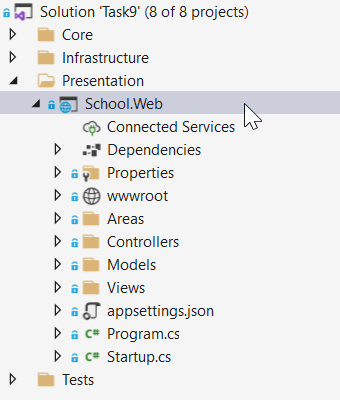 Solution 'Task9' (8 of 8 projects)
Core
Infrastructure
Presentation
School.Web
Connected Services
Dependencies
Properties
wwwroot
Areas
Controllers
Models
Views
appsettings.json
C# Program.cs
C# Startup.cs
Tests